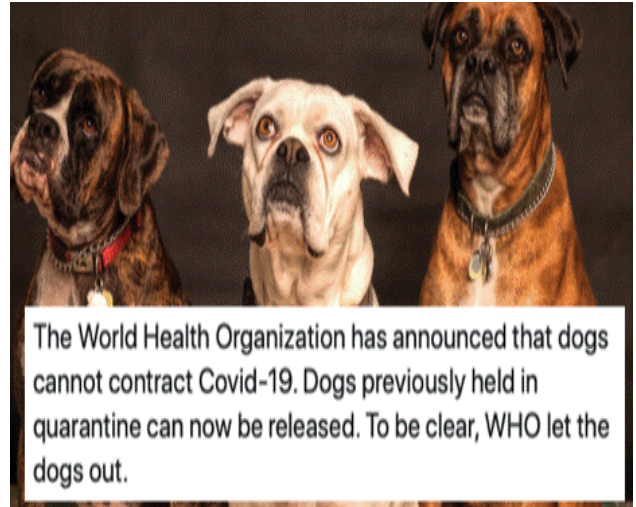 The World Health Organization has announced that dogs
cannot contract Covid-19. Dogs previously held in
quarantine can now be released. To be clear, WHO let the
dogs out.